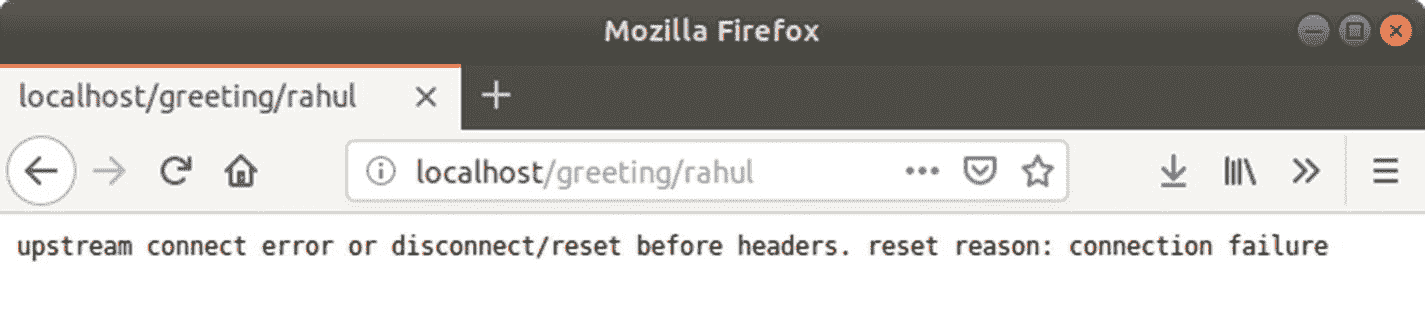 Mozilla Firefox
localhost/greeting/rahul
localhost/greeting/rahul
upstream connect error or disconnect/reset before headers. reset reason: connection failure